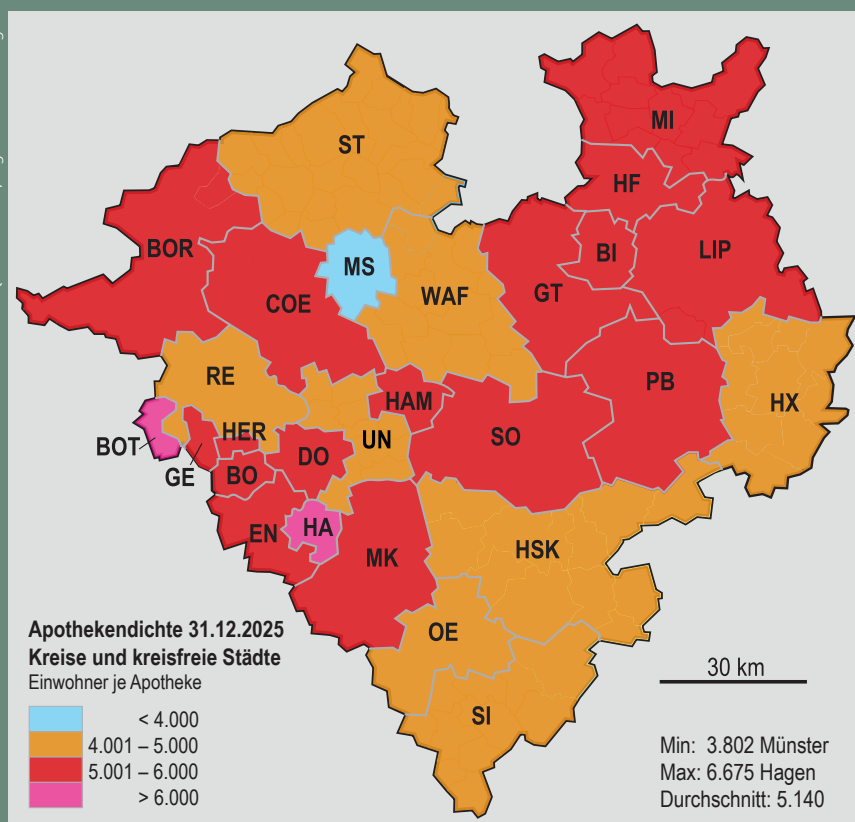 MI
ST
HF
BI
LIP
BOR
MS
GT
WAF
COE
RE
PB
HAM
HX
HER
UN
SO
BOT
DO
GE
BO
EN
HA
HSK
MK
OE
SI
Apothekendichte 31.12.2025
Kreise und kreisfreie Städte
Einwohner je Apotheke
< 4.000
4.001 – 5.000
5.001 – 6.000
> 6.000
30 km
Min: 3.802 Münster
Max: 6.675 Hagen
Durchschnitt: 5.140